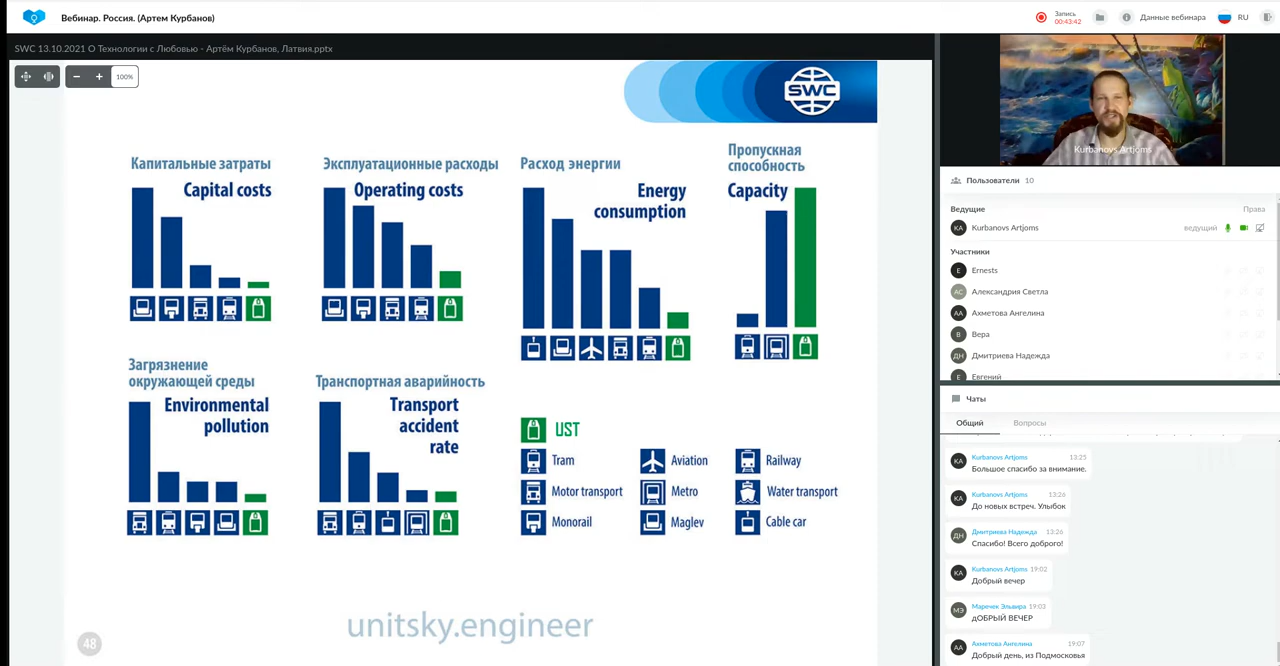 Вебинар. Россия. (Артем Курбанов)
Запись
00:43:42
Данные вебинара
RU
SWC 13.10.2021 О Технологии с Любовью - Артём Курбанов, Латвия.pptx
100%
SWC
Капитальные затраты
Capital costs
Эксплуатационные расходы
Operating costs
Расход энергии
Energy
consumption
Пропускная
способность
Capacity
Загрязнение
окружающей среды
Environmental
pollution
Транспортная аварийность
Transport
accident
rate
UST
Tram
Aviation
Railway
Motor transport
Metro
Water transport
Monorail
Maglev
Cable car
unitsky.engineer
48
Kurbanovs Artjoms
Пользователи 10
Ведущие
Права
KA
Kurbanovs Artjoms
ведущий
Участники
E
Ernests
АС
Александрия Светла
АА
Ахметова Ангелина
В
Вера
ДН
Дмитриева Надежда
Е
Евгений
Чаты
Общий
Вопросы
KA
Kurbanovs Artjoms 13:25
Большое спасибо за внимание.
KA
Kurbanovs Artjoms 13:26
До новых встреч. Улыбок
ДН
Дмитриева Надежда 13:26
Спасибо! Всего доброго!
KA
Kurbanovs Artjoms 19:02
Добрый вечер
МЭ
Маречек Эльвира 19:03
дОБРЫЙ ВЕЧЕР
АА
Ахметова Ангелина 19:07
Добрый день, из Подмосковья